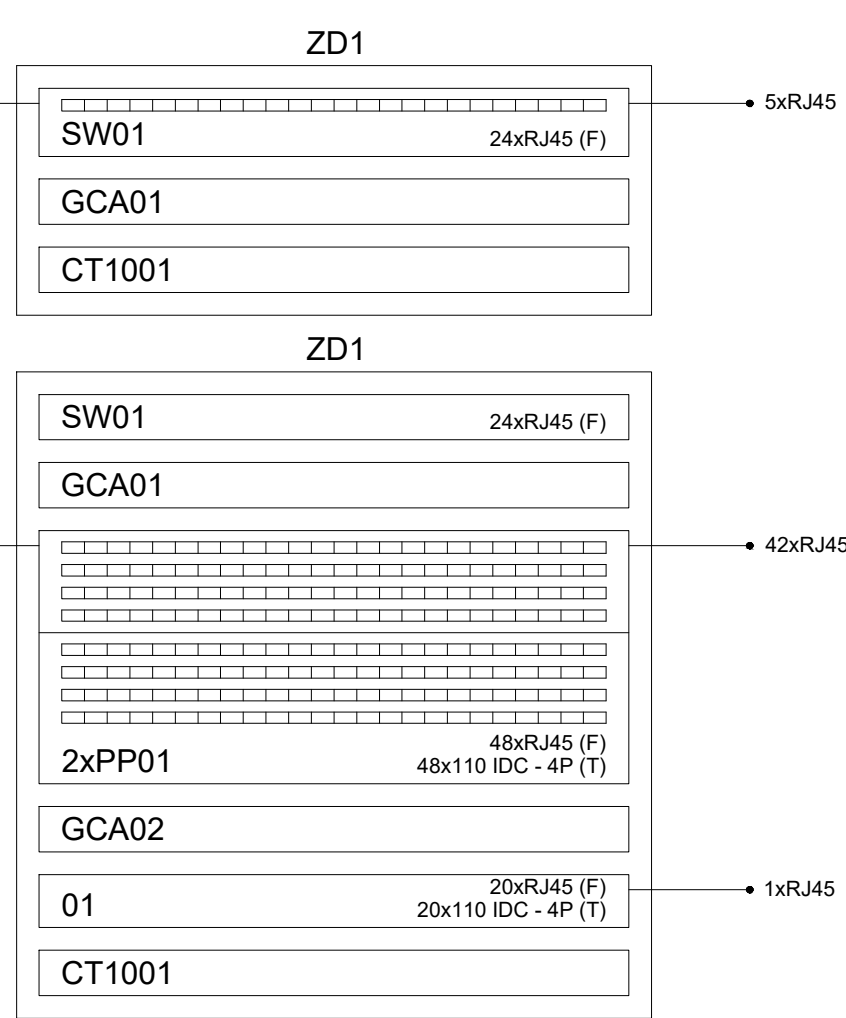 ZD1
5xRJ45
SW01
24xRJ45 (F)
GCA01
CT1001
ZD1
SW01
24xRJ45 (F)
GCA01
42xRJ45
2xPP01
48xRJ45 (F)
48x110 IDC - 4P (T)
GCA02
01
20xRJ45 (F)
20x110 IDC - 4P (T)
1xRJ45
CT1001